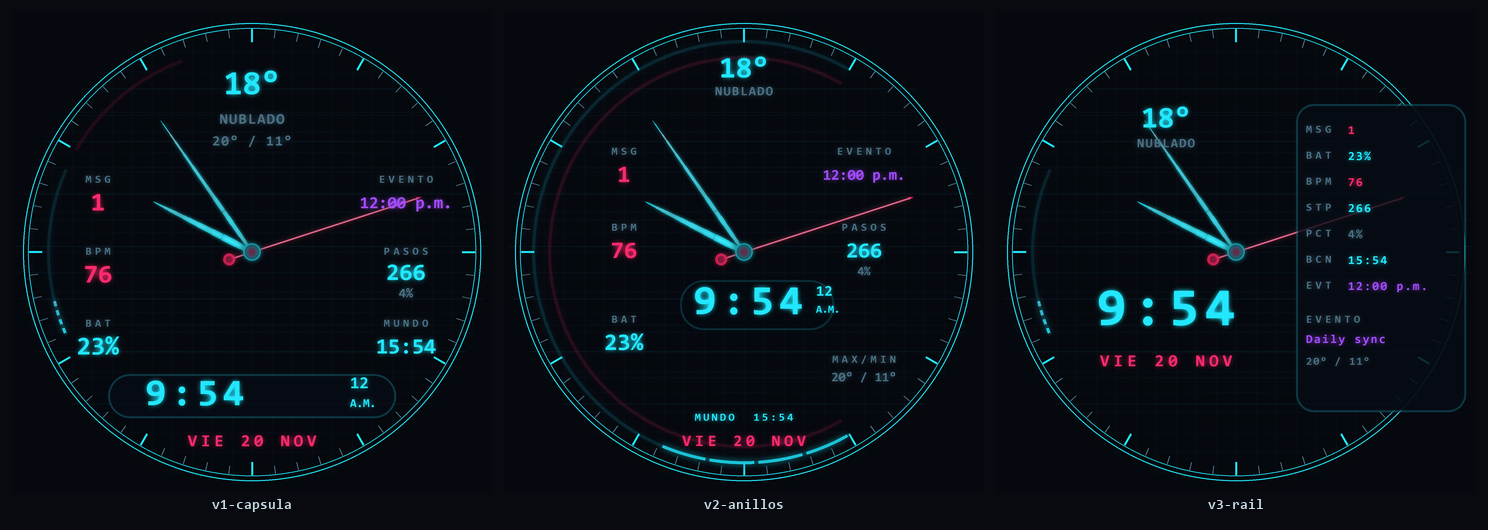 18°
NUBLADO
20° / 11°
MSG
1
EVENTO
12:00 p.m.
BPM
76
PASOS
266
4%
BAT
23%
MUNDO
15:54
9:54
12
A.M.
VIE 20 NOV
v1-capsula
18°
NUBLADO
MSG
1
EVENTO
12:00 p.m.
BPM
76
PASOS
266
4%
9:54
12
A.M.
BAT
23%
MAX/MIN
20° / 11°
MUNDO 15:54
VIE 20 NOV
v2-anillos
18°
NUBLADO
9:54
VIE 20 NOV
MSG 1
BAT 23%
BPM 76
STP 266
PCT 4%
BCN 15:54
EVT 12:00 p.m.
EVENTO
Daily sync
20° / 11°
v3-rail